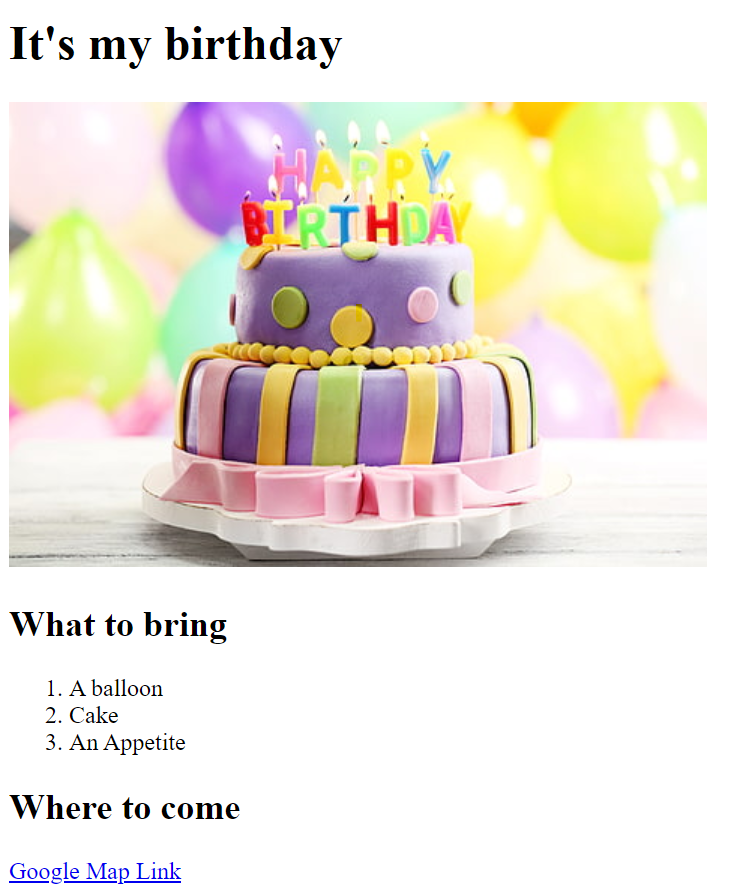 It's my birthday
HAPPY
BIRTHDAY
What to bring
1. A balloon
2. Cake
3. An Appetite
Where to come
Google Map Link